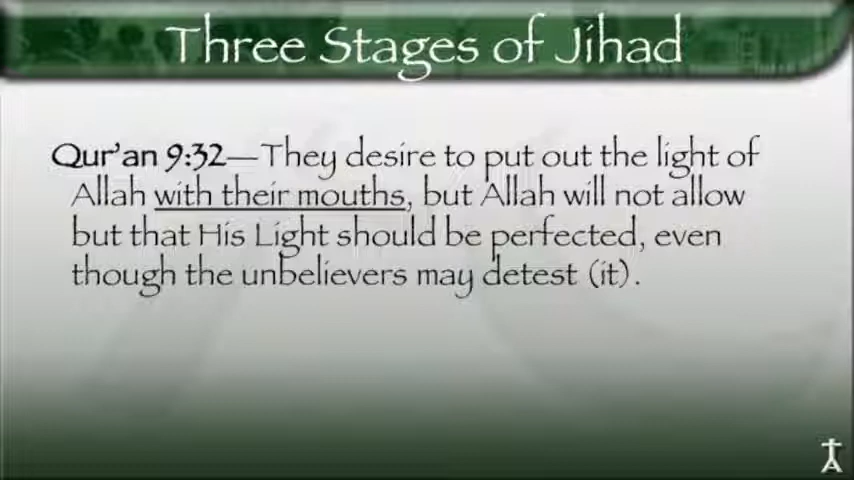 Three Stages of Jihad
Qur'an 9:32—They desire to put out the light of
Allah with their mouths, but Allah will not allow
but that His Light should be perfected, even
though the unbelievers may detest (it).